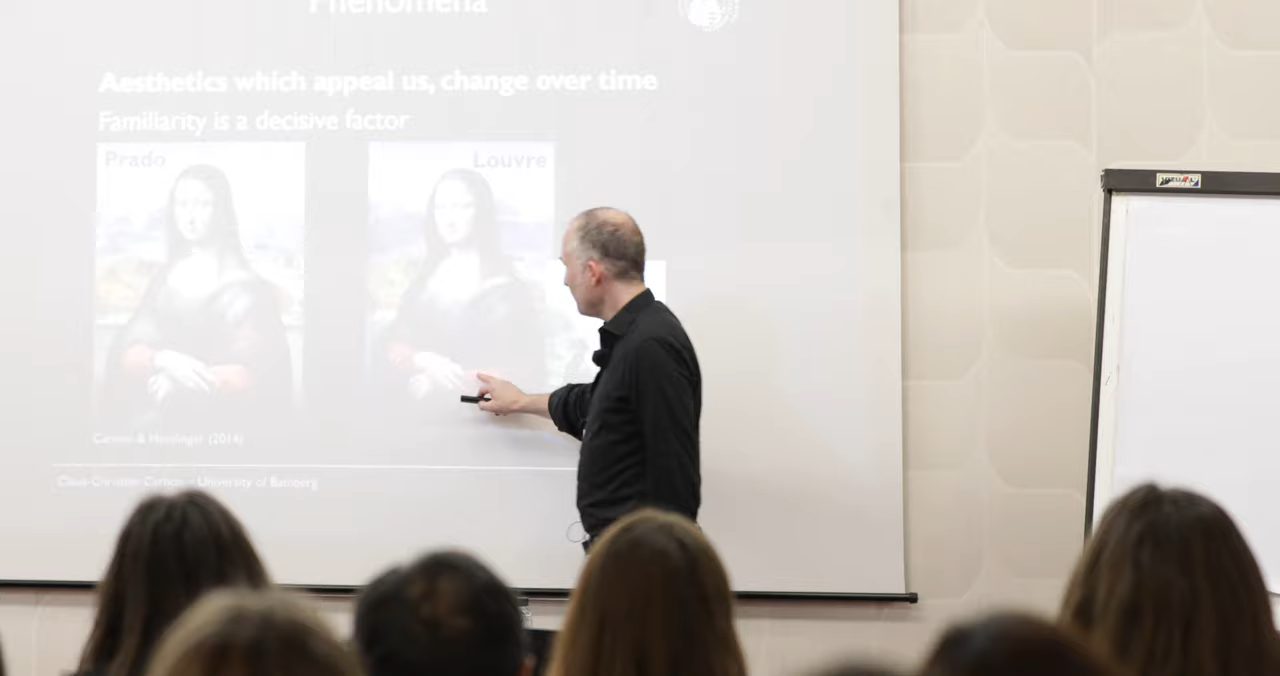 Phenomena
Aesthetics which appeal us, change over time
Familiarity is a decisive factor
Prado
Louvre
Carbon & Hesslinger (2014)
Claus-Christian Carbon – University of Bamberg